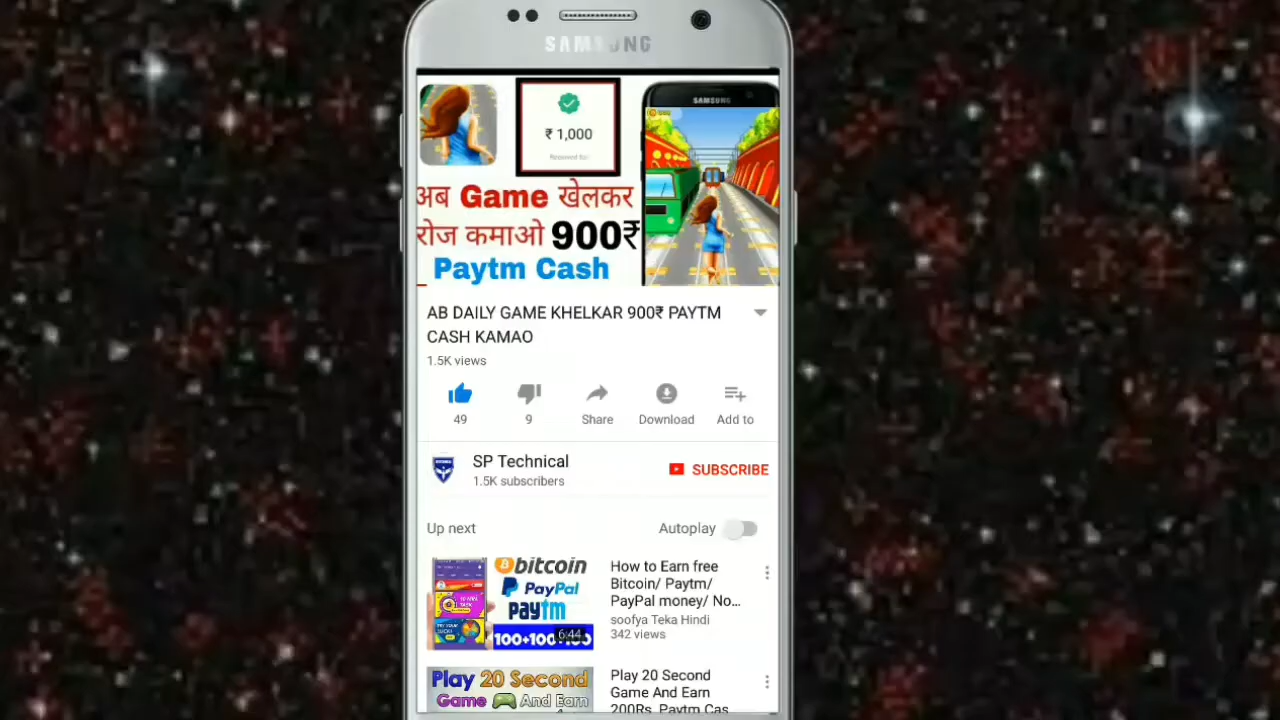 SAMSUNG
SAMSUNG
₹ 1,000
अब Game खेलकर
रोज कमाओ 900₹
Paytm Cash
AB DAILY GAME KHELKAR 900₹ PAYTM
CASH KAMAO
1.5K views
49
9
Share
Download
Add to
SP Technical
1.5K subscribers
SUBSCRIBE
Up next
Autoplay
bitcoin
PayPal
paytm
6:44
How to Earn free
Bitcoin/ Paytm/
PayPal money/ No...
soofya Teka Hindi
342 views
Play 20 Second
Game And Earn
Play 20 Second
Game And Earn
200Rs Paytm Cas